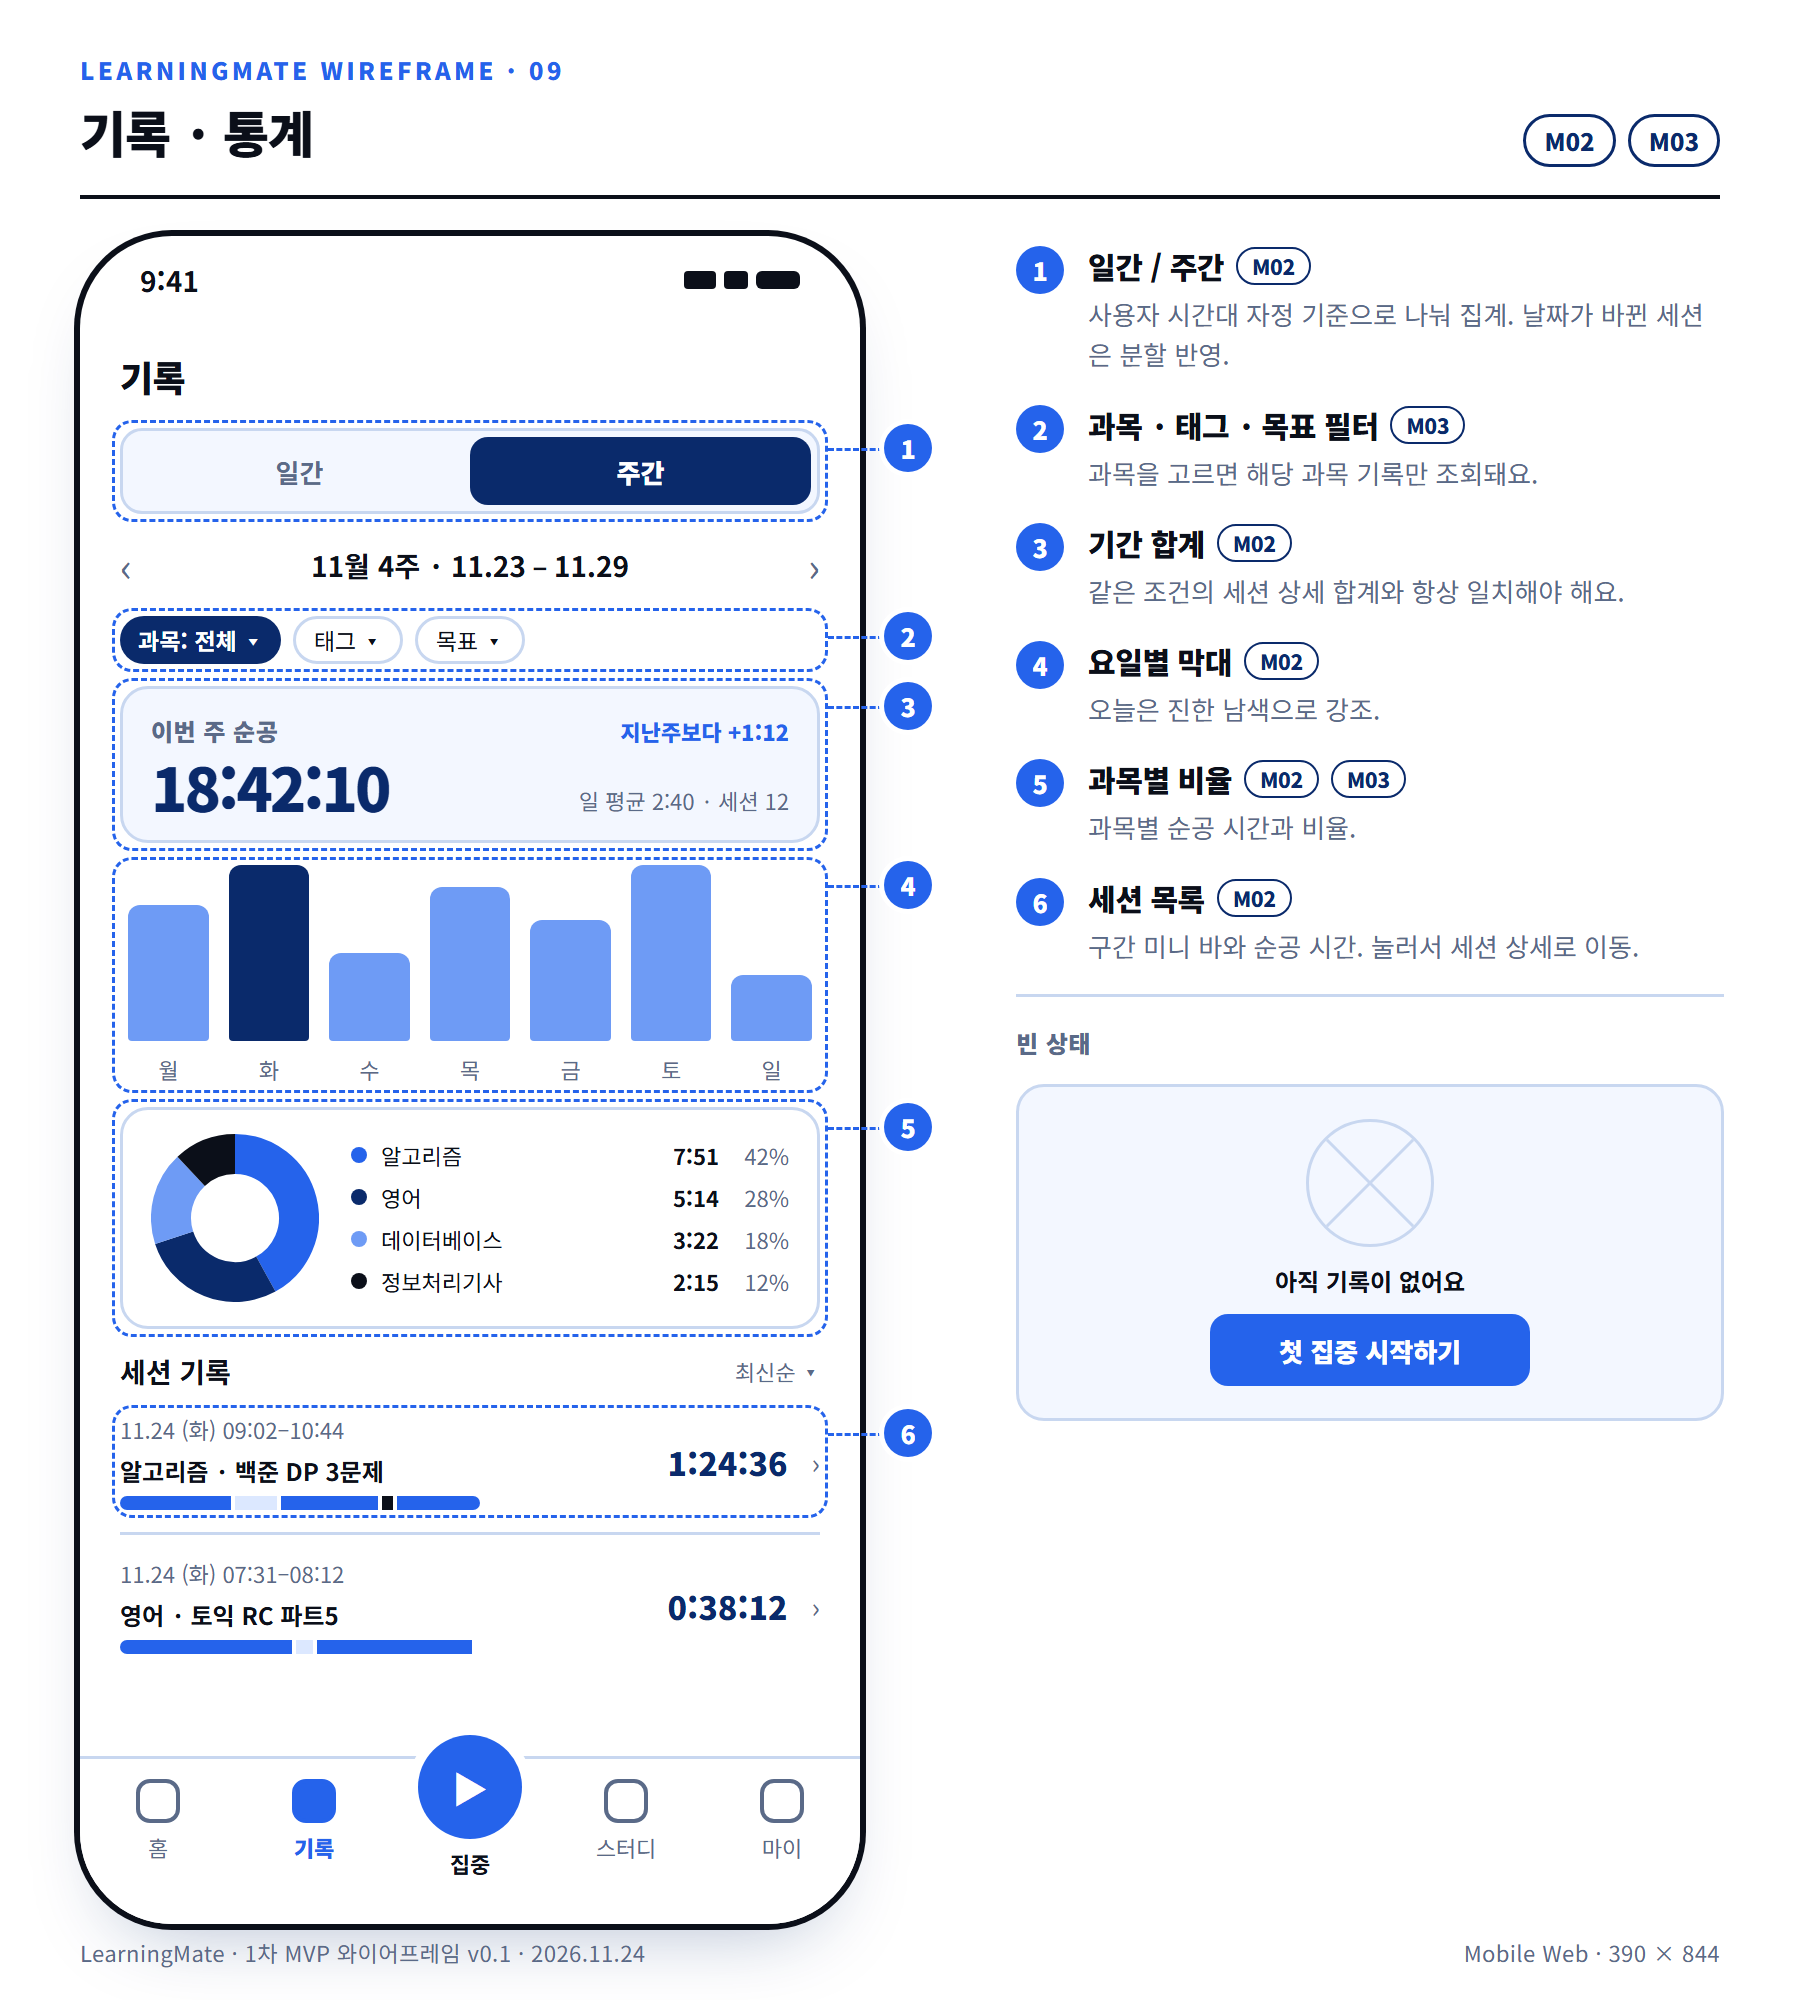 LEARNINGMATE WIREFRAME · 09
기록 · 통계
M02 M03
9:41
기록
일간 주간
1
‹ 11월 4주 · 11.23 – 11.29 ›
과목: 전체 ▾ 태그 ▾ 목표 ▾
2
3
이번 주 순공 지난주보다 +1:12
18:42:10 일 평균 2:40 · 세션 12
4
월 화 수 목 금 토 일
5
알고리즘 7:51 42%
영어 5:14 28%
데이터베이스 3:22 18%
정보처리기사 2:15 12%
세션 기록 최신순 ▾
6
11.24 (화) 09:02–10:44
알고리즘 · 백준 DP 3문제 1:24:36 ›
11.24 (화) 07:31–08:12
영어 · 토익 RC 파트5 0:38:12 ›
홈 기록 집중 스터디 마이
1 일간 / 주간 M02
사용자 시간대 자정 기준으로 나눠 집계. 날짜가 바뀐 세션
은 분할 반영.
2 과목 · 태그 · 목표 필터 M03
과목을 고르면 해당 과목 기록만 조회돼요.
3 기간 합계 M02
같은 조건의 세션 상세 합계와 항상 일치해야 해요.
4 요일별 막대 M02
오늘은 진한 남색으로 강조.
5 과목별 비율 M02 M03
과목별 순공 시간과 비율.
6 세션 목록 M02
구간 미니 바와 순공 시간. 눌러서 세션 상세로 이동.
빈 상태
아직 기록이 없어요
첫 집중 시작하기
LearningMate · 1차 MVP 와이어프레임 v0.1 · 2026.11.24
Mobile Web · 390 × 844